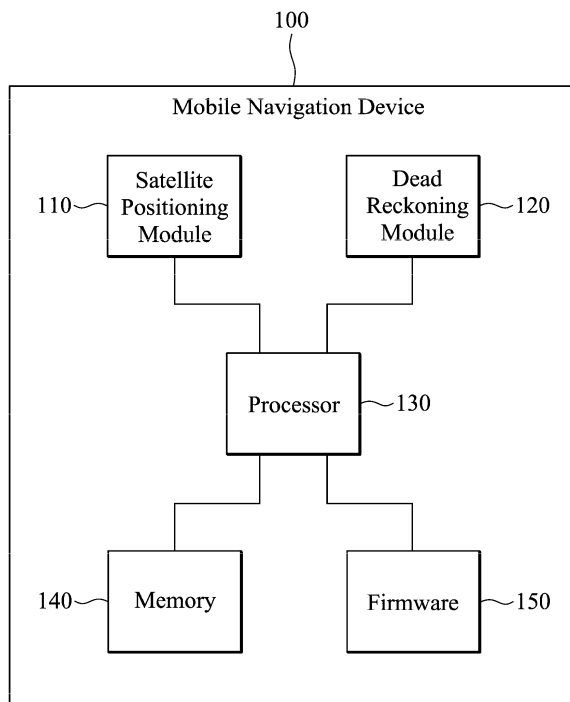 100
Mobile Navigation Device
110
Satellite
Positioning
Module
Dead
Reckoning
Module
120
Processor
130
140
Memory
Firmware
150